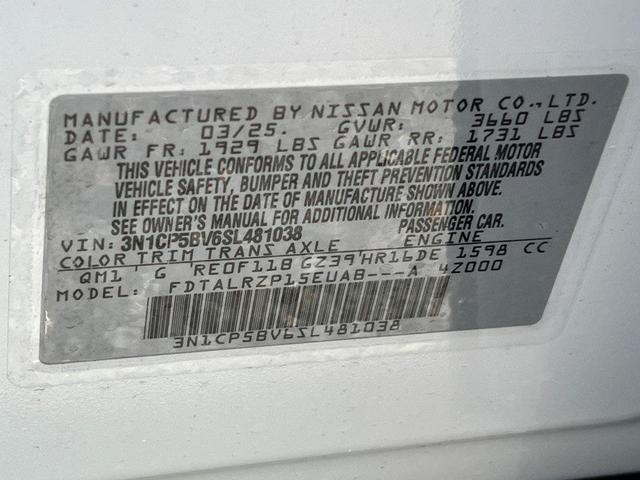 MANUFACTURED BY NISSAN MOTOR CO.,LTD.
DATE: 03/25. GVWR: 3660 LBS
GAWR FR: 1929 LBS GAWR RR: 1731 LBS
THIS VEHICLE CONFORMS TO ALL APPLICABLE FEDERAL MOTOR
VEHICLE SAFETY, BUMPER AND THEFT PREVENTION STANDARDS
IN EFFECT ON THE DATE OF MANUFACTURE SHOWN ABOVE.
SEE OWNER'S MANUAL FOR ADDITIONAL INFORMATION.
VIN: 3N1CP5BV6SL481038 PASSENGER CAR.
COLOR TRIM TRANS AXLE ENGINE
QM1 G RE0F11B GZ39 HR16DE 1598 CC
MODEL: FDTALRZP15EUAB---A 4Z000
3N1CP5BV6SL481038